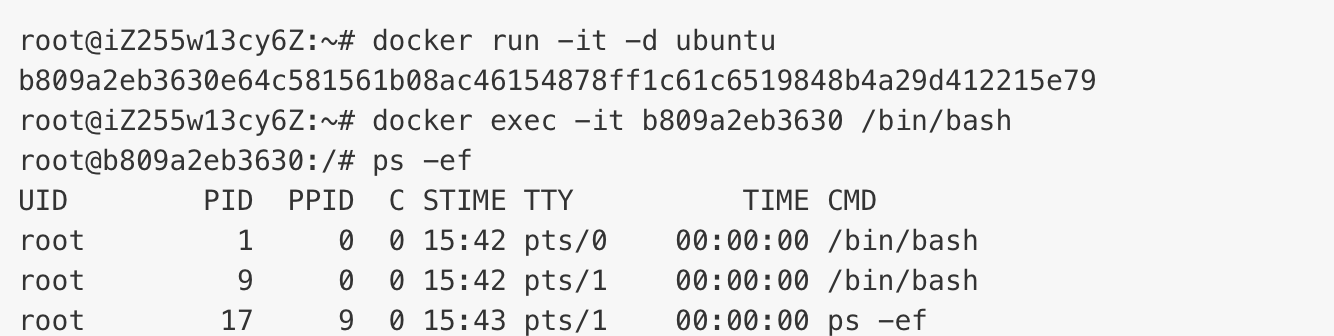 root@iZ255w13cy6Z:~# docker run -it -d ubuntu
b809a2eb3630e64c581561b08ac46154878ff1c61c6519848b4a29d412215e79
root@iZ255w13cy6Z:~# docker exec -it b809a2eb3630 /bin/bash
root@b809a2eb3630:/# ps -ef
UID        PID  PPID  C STIME TTY          TIME CMD
root         1     0  0 15:42 pts/0    00:00:00 /bin/bash
root         9     0  0 15:42 pts/1    00:00:00 /bin/bash
root        17     9  0 15:43 pts/1    00:00:00 ps -ef